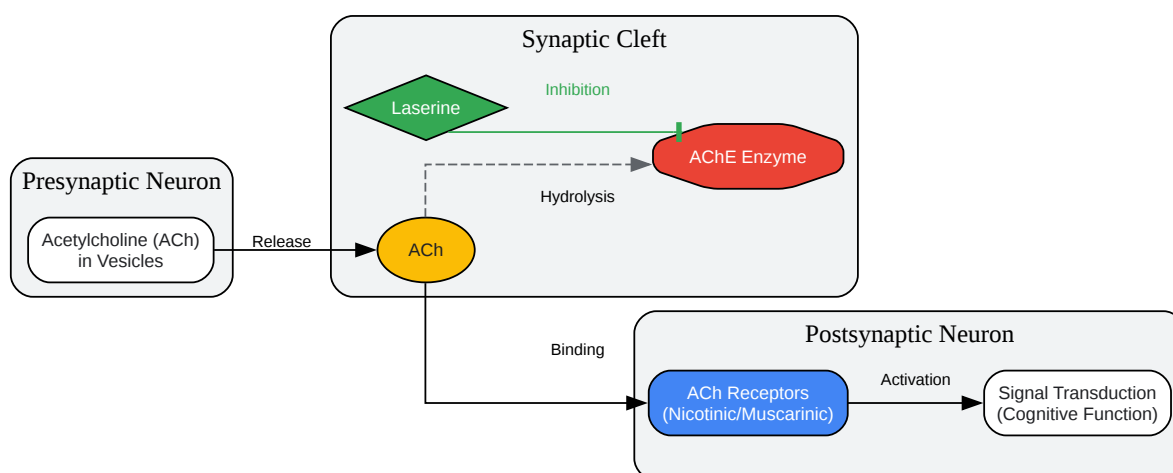 Synaptic Cleft
Laserine
Inhibition
AChE Enzyme
Hydrolysis
Presynaptic Neuron
Acetylcholine (ACh)
in Vesicles
Release
ACh
Binding
Postsynaptic Neuron
ACh Receptors
(Nicotinic/Muscarinic)
Activation
Signal Transduction
(Cognitive Function)